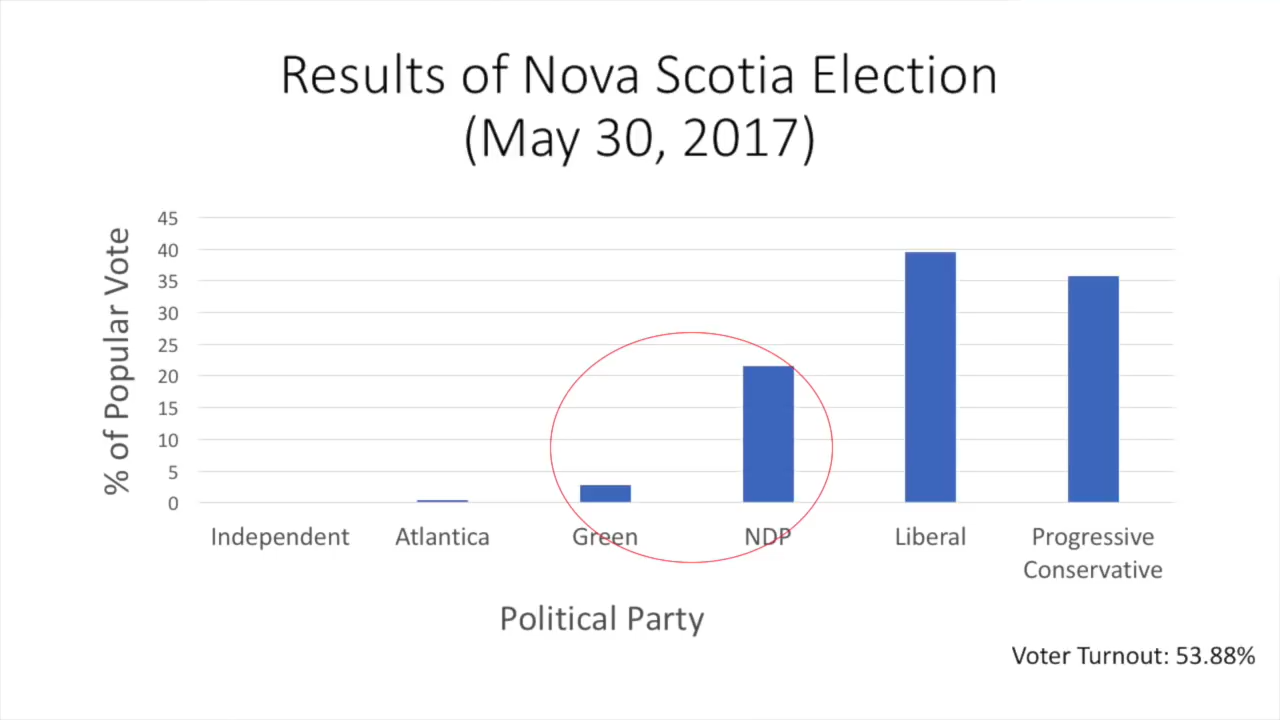 Results of Nova Scotia Election
(May 30, 2017)
% of Popular Vote
45
40
35
30
25
20
15
10
5
0
Independent
Atlantica
Green
NDP
Liberal
Progressive
Conservative
Political Party
Voter Turnout: 53.88%